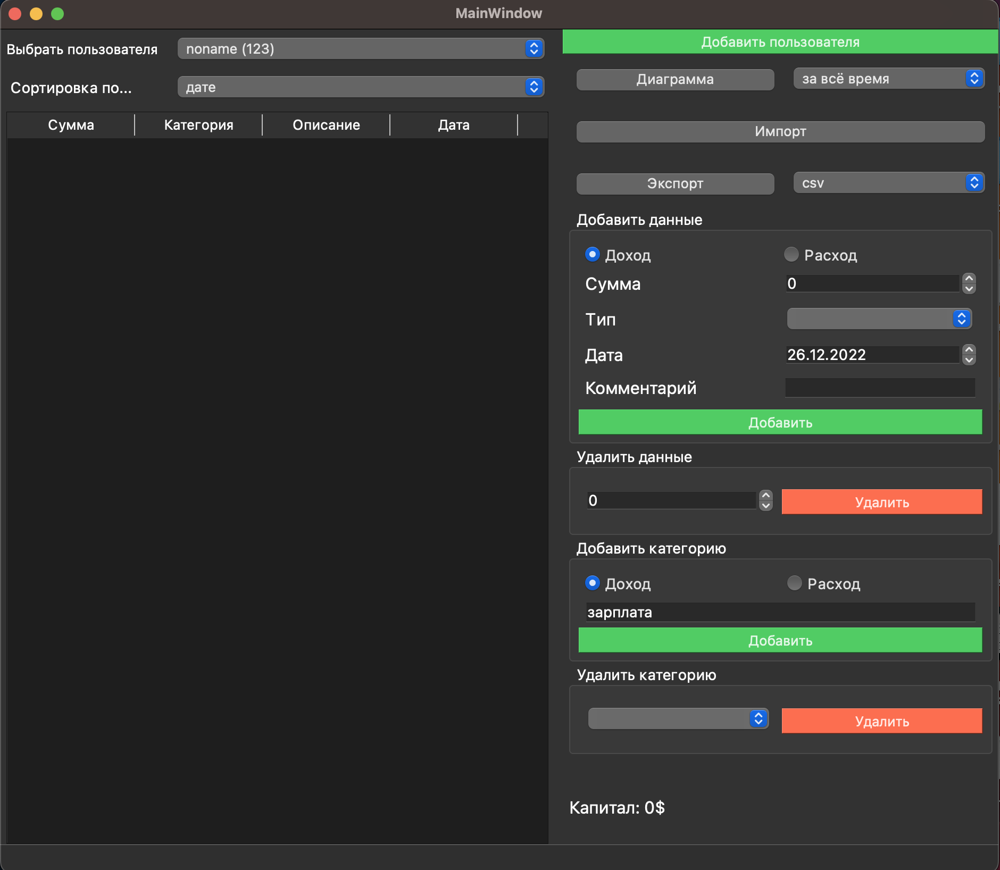 MainWindow
Выбрать пользователя
noname (123)
Сортировка по...
дате
Сумма Категория Описание Дата
Добавить пользователя
Диаграмма
за всё время
Импорт
Экспорт
csv
Добавить данные
Доход Расход
Сумма 0
Тип
Дата 26.12.2022
Комментарий
Добавить
Удалить данные
0 Удалить
Добавить категорию
Доход Расход
зарплата
Добавить
Удалить категорию
Удалить
Капитал: 0$